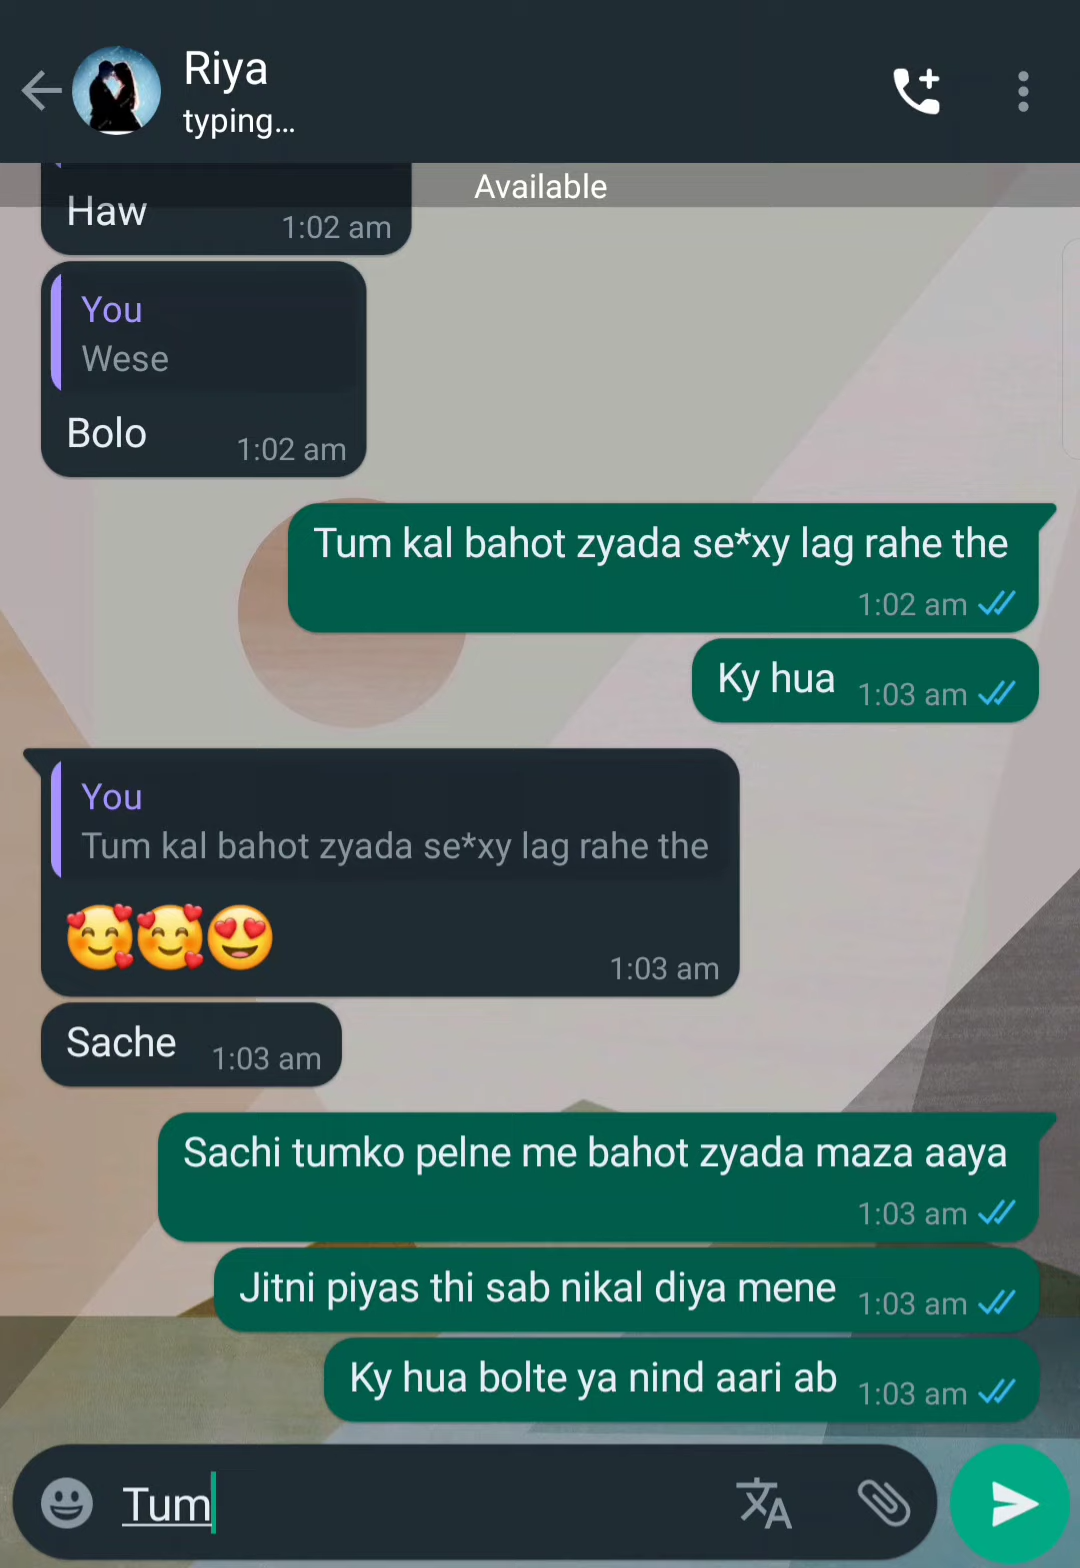 Riya
typing...
Available
Haw
1:02 am
You
Wese
Bolo
1:02 am
Tum kal bahot zyada se*xy lag rahe the
1:02 am
Ky hua 1:03 am
You
Tum kal bahot zyada se*xy lag rahe the
🥰🥰😍
1:03 am
Sache 1:03 am
Sachi tumko pelne me bahot zyada maza aaya
1:03 am
Jitni piyas thi sab nikal diya mene 1:03 am
Ky hua bolte ya nind aari ab 1:03 am
Tum